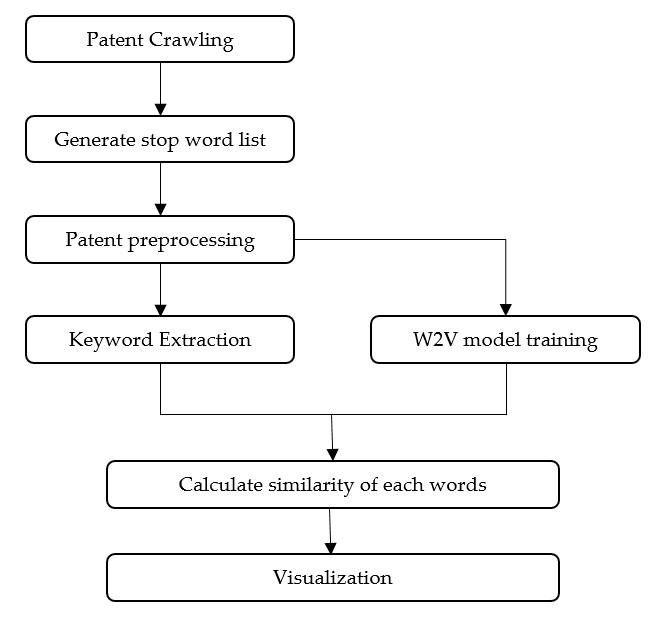 Patent Crawling
Generate stop word list
Patent preprocessing
Keyword Extraction
W2V model training
Calculate similarity of each words
Visualization